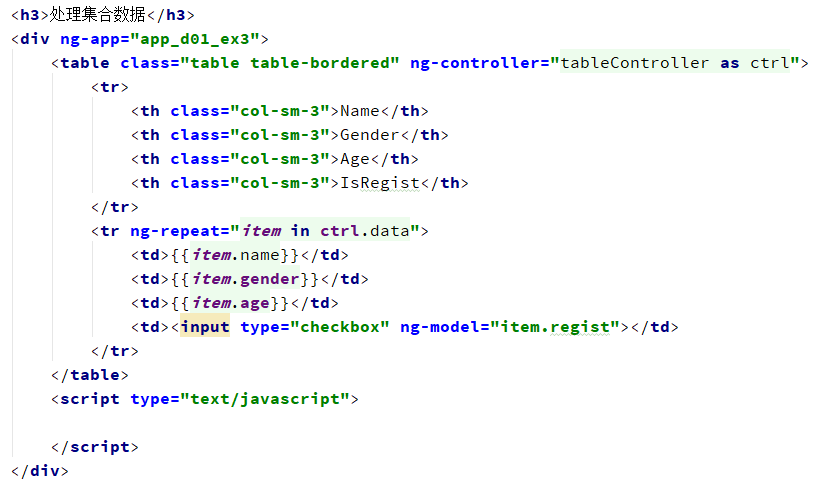 <h3>处理集合数据</h3>
<div ng-app="app_d01_ex3">
    <table class="table table-bordered" ng-controller="tableController as ctrl">
        <tr>
            <th class="col-sm-3">Name</th>
            <th class="col-sm-3">Gender</th>
            <th class="col-sm-3">Age</th>
            <th class="col-sm-3">IsRegist</th>
        </tr>
        <tr ng-repeat="item in ctrl.data">
            <td>{{item.name}}</td>
            <td>{{item.gender}}</td>
            <td>{{item.age}}</td>
            <td><input type="checkbox" ng-model="item.regist"></td>
        </tr>
    </table>
    <script type="text/javascript">
    </script>
</div>